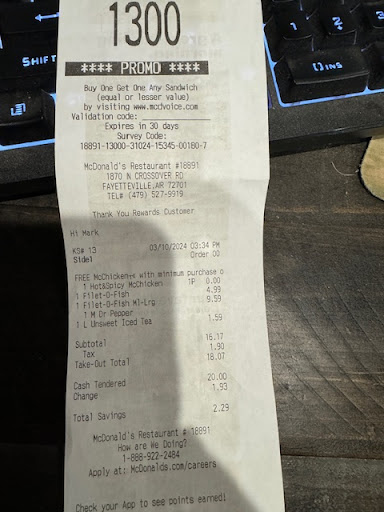 1300
**** PROMO ****
Buy One Get One Any Sandwich
(equal or lesser value)
by visiting www.mcdvoice.com
Validation code:
Expires in 30 days
Survey Code:
18891-13000-31024-15345-00180-7
McDonald's Restaurant #18891
1870 N CROSSOVER RD
FAYETTEVILLE,AR 72701
TEL# (479) 527-9919
Thank You Rewards Customer
Hi Mark
KS# 13 03/10/2024 03:34 PM
Side1 Order 00
FREE McChicken-+ with minimum purchase o
1 Hot&Spicy McChicken 1P 0.00
1 Filet-O-Fish 4.99
1 Filet-O-Fish Ml-Lrg 9.59
1 M Dr Pepper
1 L Unsweet Iced Tea 1.59
Subtotal 16.17
Tax 1.90
Take-Out Total 18.07
Cash Tendered 20.00
Change 1.93
Total Savings 2.29
McDonald's Restaurant # 18891
How are We Doing?
1-888-922-2484
Apply at: McDonalds.com/careers
Check your App to see points earned!
Shift
Ins